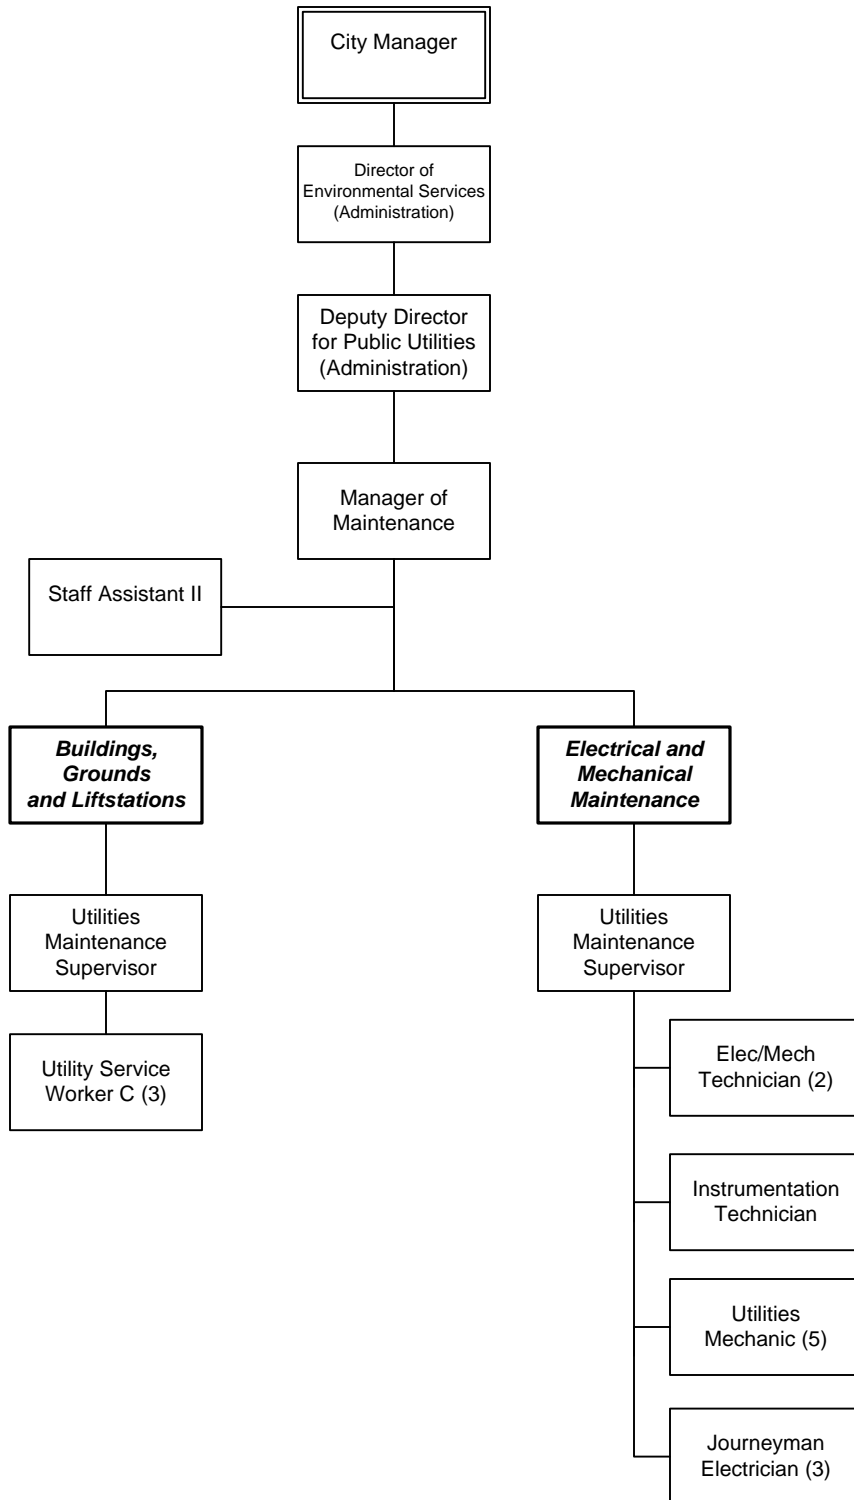 City Manager
Director of
Environmental Services
(Administration)
Deputy Director
for Public Utilities
(Administration)
Manager of
Maintenance
Staff Assistant II
Buildings,
Grounds
and Liftstations
Electrical and
Mechanical
Maintenance
Utilities
Maintenance
Supervisor
Utilities
Maintenance
Supervisor
Utility Service
Worker C (3)
Elec/Mech
Technician (2)
Instrumentation
Technician
Utilities
Mechanic (5)
Journeyman
Electrician (3)